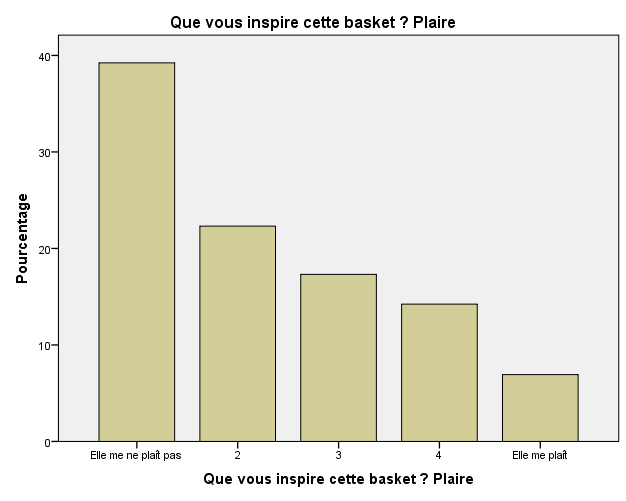 Que vous inspire cette basket ? Plaire
Pourcentage
40
30
20
10
0
Elle me ne plaît pas
2
3
4
Elle me plaît
Que vous inspire cette basket ? Plaire